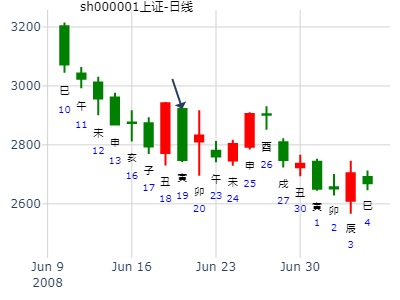 sh000001上证-日线
3200
3000
2800
2600
巳
10
午
11
未
12
申
13
亥
16
子
17
丑
18
寅
19
卯
20
午
23
未
24
申
25
酉
26
戌
27
丑
30
寅
1
卯
2
辰
3
巳
4
Jun 9
2008
Jun 16
Jun 23
Jun 30